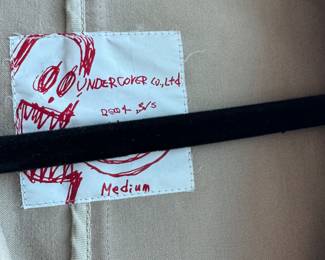 UNDERCOVER Co,Ltd.
2004, S/S
Medium